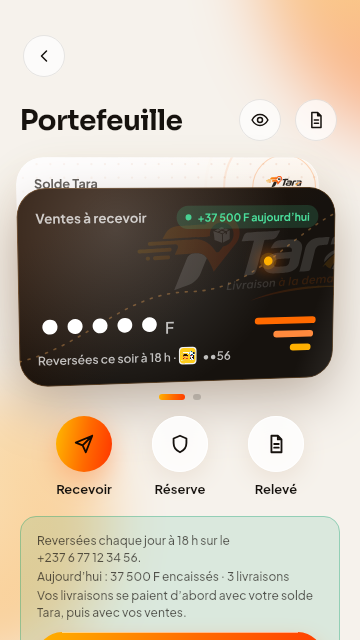 Portefeuille
Solde Tara
Tara
Ventes à recevoir
+37 500 F aujourd'hui
Livraison à la dema
F
Reversées ce soir à 18 h · ••56
Recevoir
Réserve
Relevé
Reversées chaque jour à 18 h sur le
+237 6 77 12 34 56.
Aujourd'hui : 37 500 F encaissés · 3 livraisons
Vos livraisons se paient d'abord avec votre solde
Tara, puis avec vos ventes.